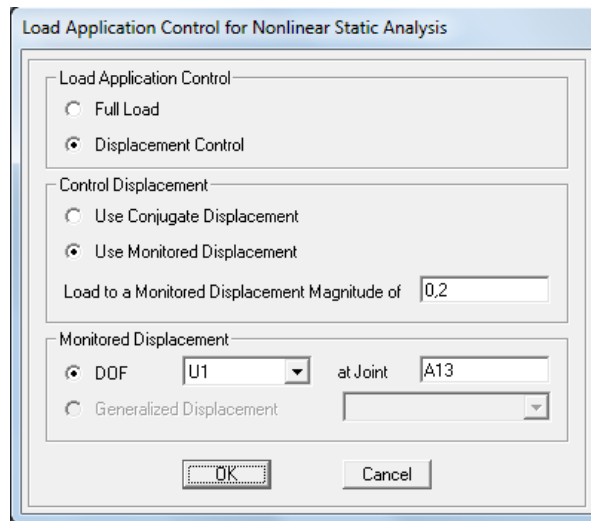 Load Application Control for Nonlinear Static Analysis
Load Application Control
Full Load
Displacement Control
Control Displacement
Use Conjugate Displacement
Use Monitored Displacement
Load to a Monitored Displacement Magnitude of 0,2
Monitored Displacement
DOF U1 at Joint A13
Generalized Displacement
OK Cancel